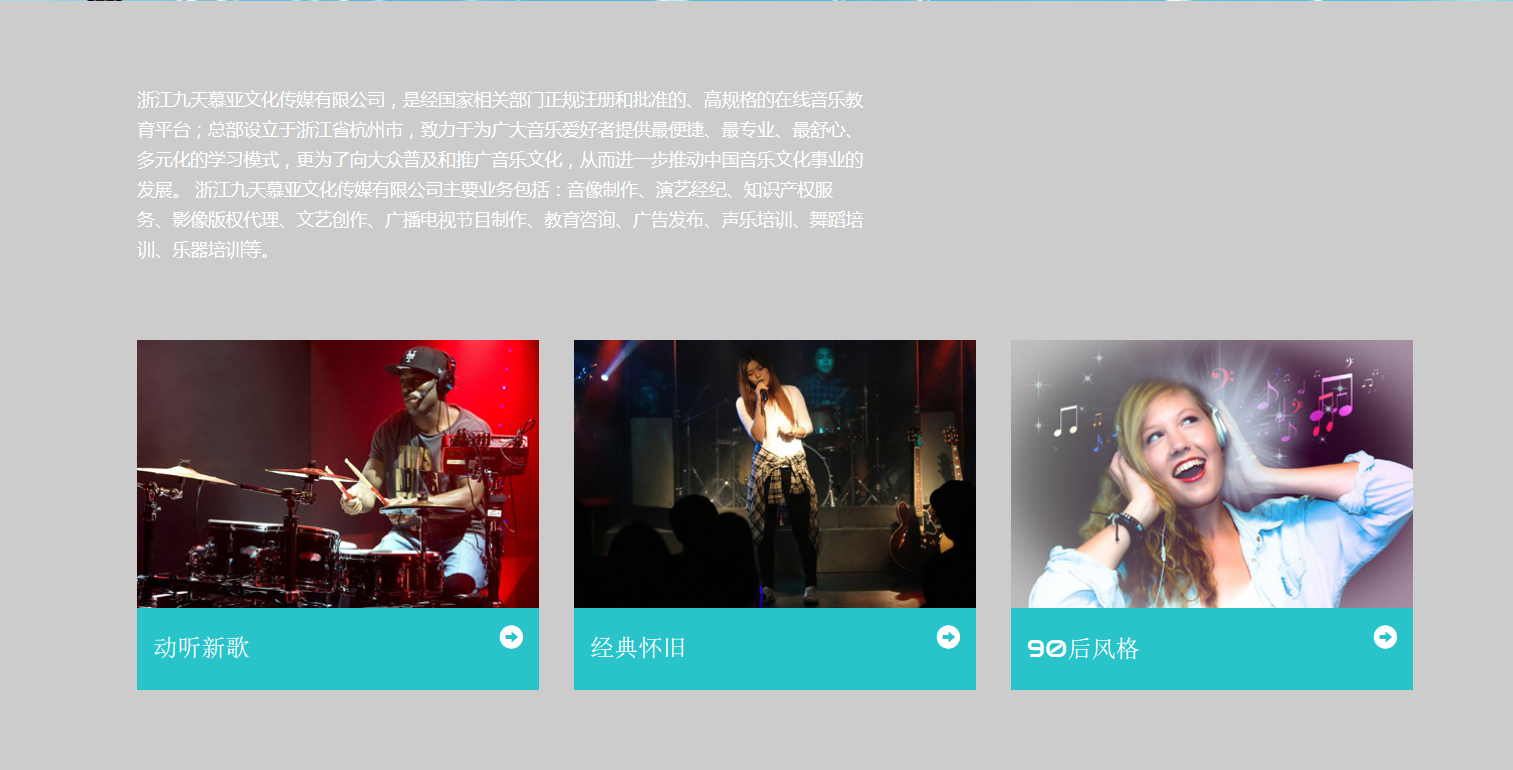 浙江九天慕亚文化传媒有限公司，是经国家相关部门正规注册和批准的、高规格的在线音乐教
育平台；总部设立于浙江省杭州市，致力于为广大音乐爱好者提供最便捷、最专业、最舒心、
多元化的学习模式，更为了向大众普及和推广音乐文化，从而进一步推动中国音乐文化事业的
发展。 浙江九天慕亚文化传媒有限公司主要业务包括：音像制作、演艺经纪、知识产权服
务、影像版权代理、文艺创作、广播电视节目制作、教育咨询、广告发布、声乐培训、舞蹈培
训、乐器培训等。
动听新歌
经典怀旧
90后风格